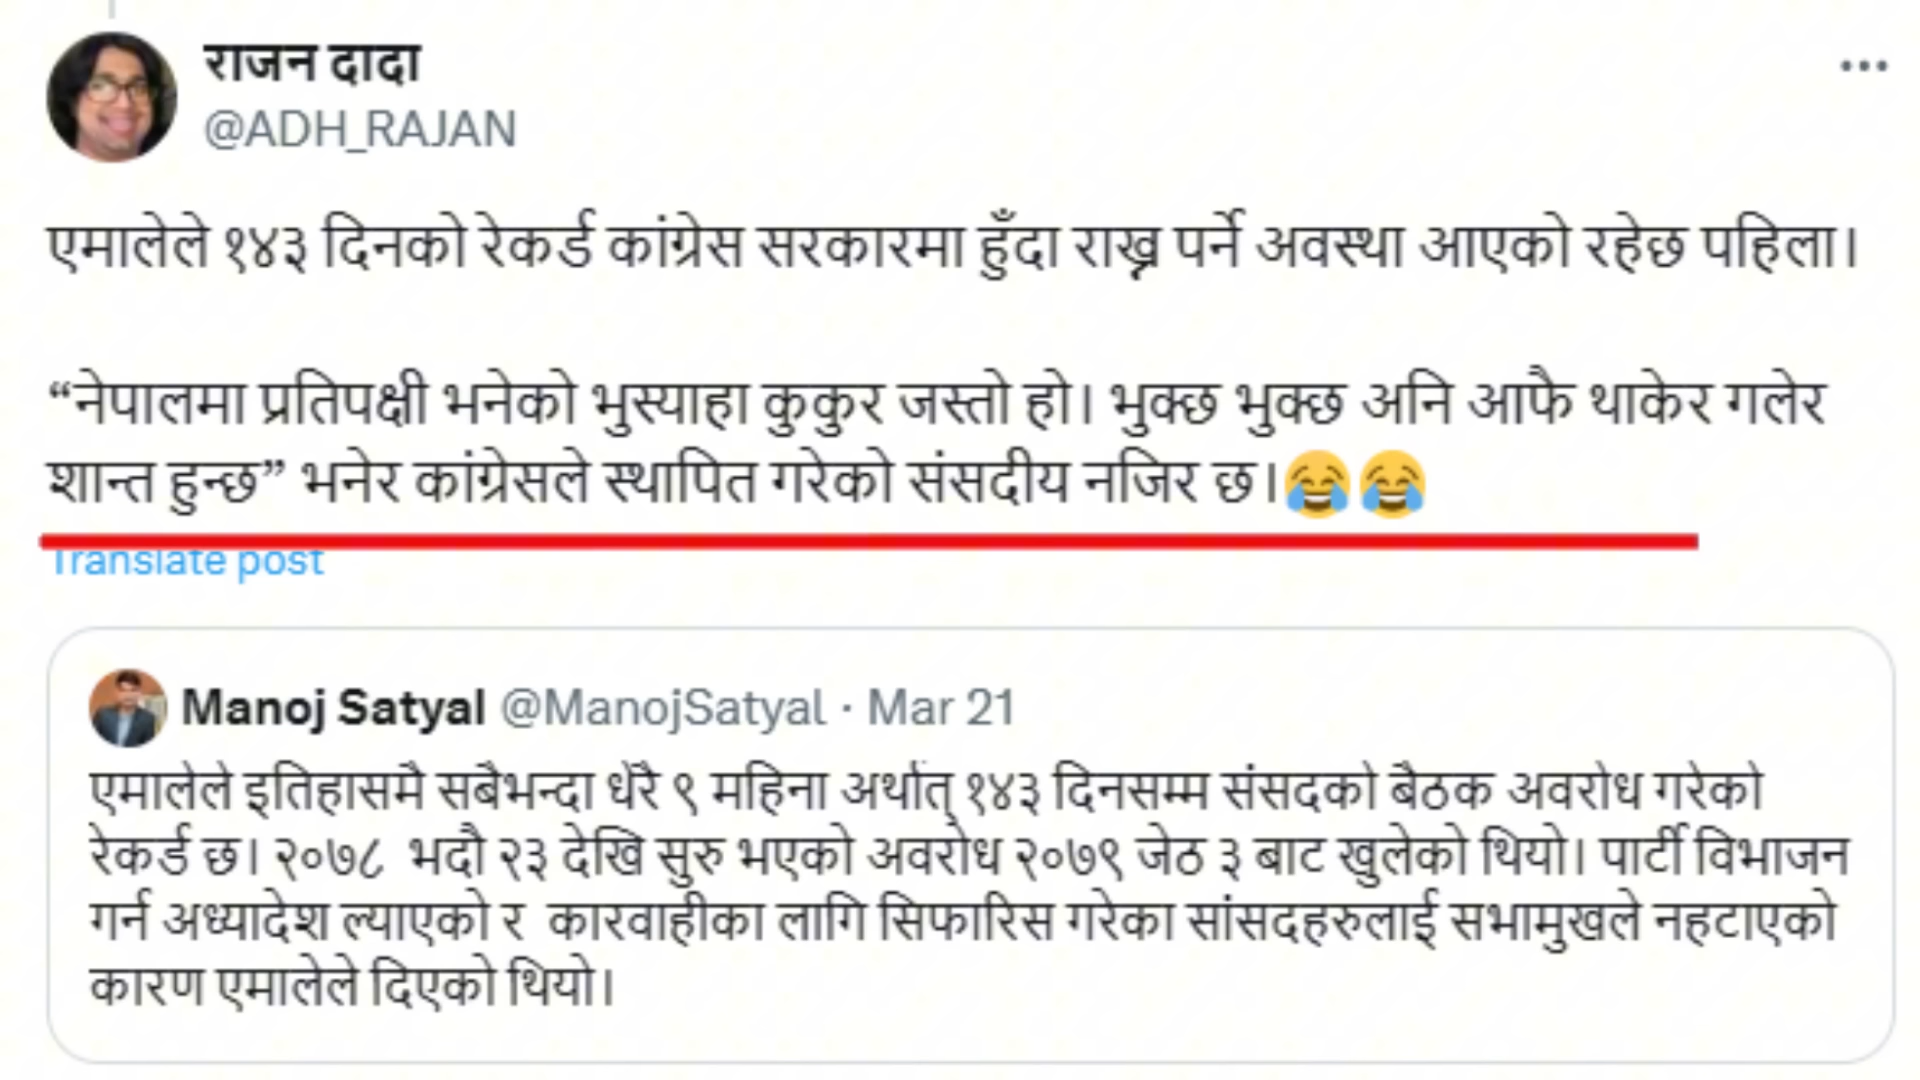 राजन दादा
@ADH_RAJAN
एमालेले १४३ दिनको रेकर्ड कांग्रेस सरकारमा हुँदा राख्नु पर्ने अवस्था आएको रहेछ पहिला।
“नेपालमा प्रतिपक्षी भनेको भुस्याहा कुकुर जस्तो हो। भुक्छ भुक्छ अनि आफै थाकेर गलेर
शान्त हुन्छ” भनेर कांग्रेसले स्थापित गरेको संसदीय नजिर छ।😂😂
Translate post
Manoj Satyal @ManojSatyal · Mar 21
एमालेले इतिहासमै सबैभन्दा धेरै ९ महिना अर्थात् १४३ दिनसम्म संसदको बैठक अवरोध गरेको
रेकर्ड छ। २०७८ भदौ २३ देखि सुरु भएको अवरोध २०७९ जेठ ३ बाट खुलेको थियो। पार्टी विभाजन
गर्न अध्यादेश ल्याएको र कारवाहीका लागि सिफारिस गरेका सांसदहरुलाई सभामुखले नहटाएको
कारण एमालेले दिएको थियो।